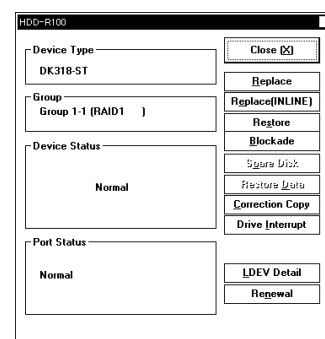 HDD-R100
Device Type
DK318-ST
Group
Group 1-1 (RAID1 )
Device Status
Normal
Port Status
Normal
Close (X)
Replace
Replace(INLINE)
Restore
Blockade
Spare Disk
Restore Data
Correction Copy
Drive Interrupt
LDEV Detail
Renewal